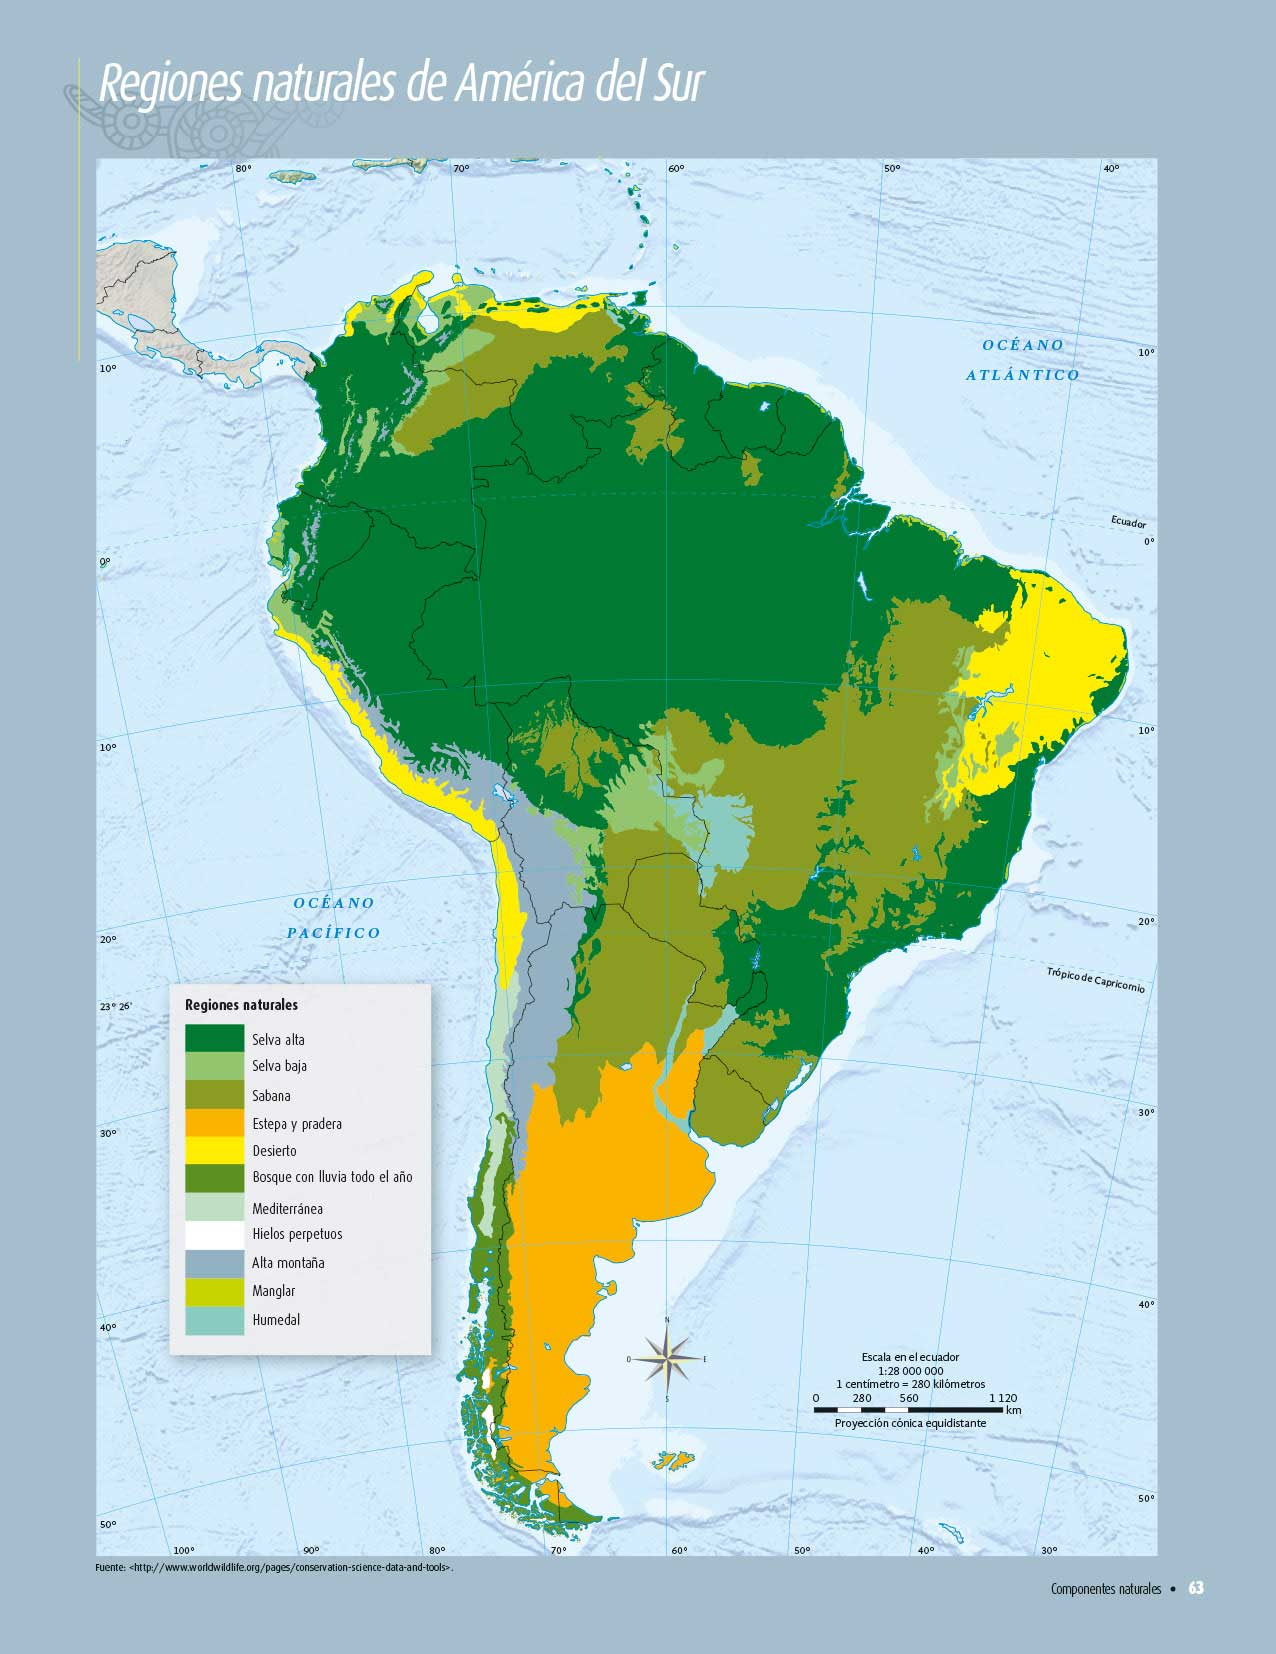 Regiones naturales de América del Sur
80°
70°
60°
50°
40°
OCÉANO
ATLÁNTICO
10°
10°
Ecuador
0°
0°
10°
10°
OCÉANO
PACÍFICO
20°
20°
Trópico de Capricornio
23° 26'
Regiones naturales
Selva alta
Selva baja
Sabana
Estepa y pradera
Desierto
Bosque con lluvia todo el año
Mediterránea
Hielos perpetuos
Alta montaña
Manglar
Humedal
30°
30°
40°
40°
N
O
E
S
Escala en el ecuador
1:28 000 000
1 centímetro = 280 kilómetros
0 280 560 1 120
km
Proyección cónica equidistante
50°
50°
100°
90°
80°
70°
60°
50°
40°
30°
Fuente: <http://www.worldwildlife.org/pages/conservation-science-data-and-tools>.
Componentes naturales • 63